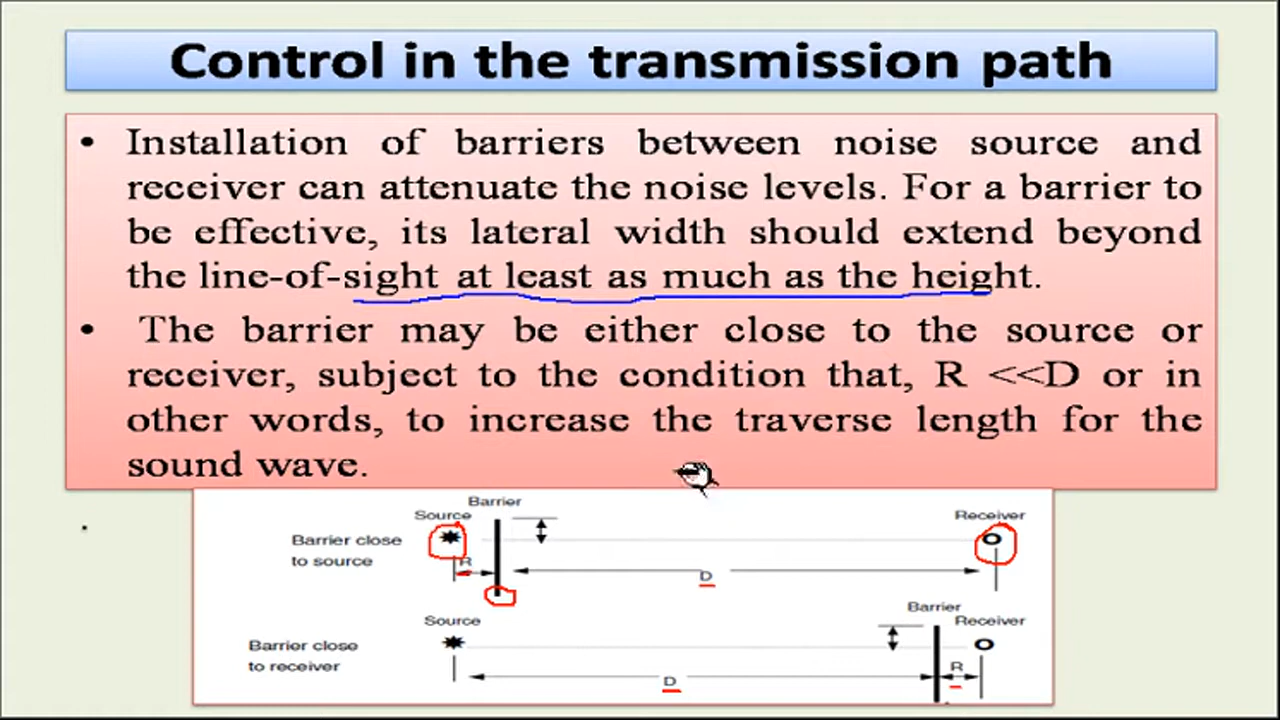 Control in the transmission path
• Installation of barriers between noise source and
receiver can attenuate the noise levels. For a barrier to
be effective, its lateral width should extend beyond
the line-of-sight at least as much as the height.
• The barrier may be either close to the source or
receiver, subject to the condition that, R <<D or in
other words, to increase the traverse length for the
sound wave.
Barrier
Source
Receiver
Barrier close
to source
R
D
Barrier
Source
Receiver
Barrier close
to receiver
D
R